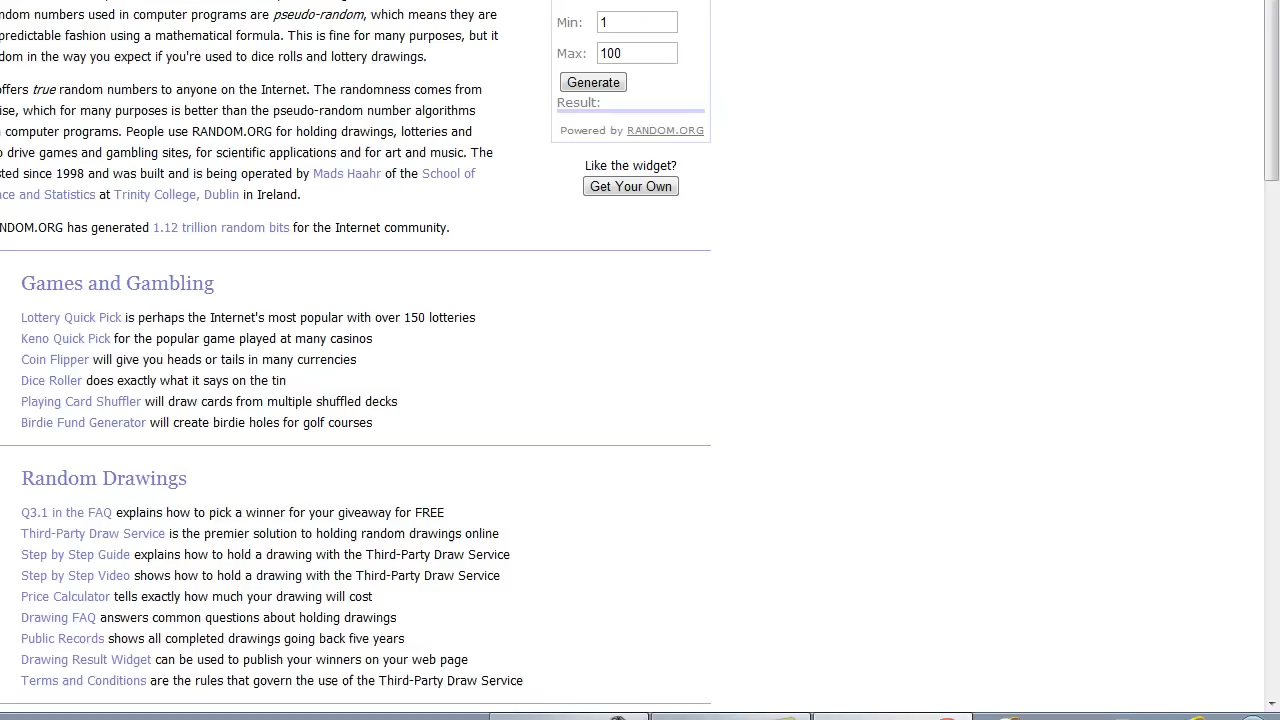 ndom numbers used in computer programs are pseudo-random, which means they are
predictable fashion using a mathematical formula. This is fine for many purposes, but it
dom in the way you expect if you're used to dice rolls and lottery drawings.
offers true random numbers to anyone on the Internet. The randomness comes from
ise, which for many purposes is better than the pseudo-random number algorithms
computer programs. People use RANDOM.ORG for holding drawings, lotteries and
o drive games and gambling sites, for scientific applications and for art and music. The
sted since 1998 and was built and is being operated by Mads Haahr of the School of
nce and Statistics at Trinity College, Dublin in Ireland.
NDOM.ORG has generated 1.12 trillion random bits for the Internet community.
Min: 1
Max: 100
Generate
Result:
Powered by RANDOM.ORG
Like the widget?
Get Your Own
Games and Gambling
Lottery Quick Pick is perhaps the Internet's most popular with over 150 lotteries
Keno Quick Pick for the popular game played at many casinos
Coin Flipper will give you heads or tails in many currencies
Dice Roller does exactly what it says on the tin
Playing Card Shuffler will draw cards from multiple shuffled decks
Birdie Fund Generator will create birdie holes for golf courses
Random Drawings
Q3.1 in the FAQ explains how to pick a winner for your giveaway for FREE
Third-Party Draw Service is the premier solution to holding random drawings online
Step by Step Guide explains how to hold a drawing with the Third-Party Draw Service
Step by Step Video shows how to hold a drawing with the Third-Party Draw Service
Price Calculator tells exactly how much your drawing will cost
Drawing FAQ answers common questions about holding drawings
Public Records shows all completed drawings going back five years
Drawing Result Widget can be used to publish your winners on your web page
Terms and Conditions are the rules that govern the use of the Third-Party Draw Service